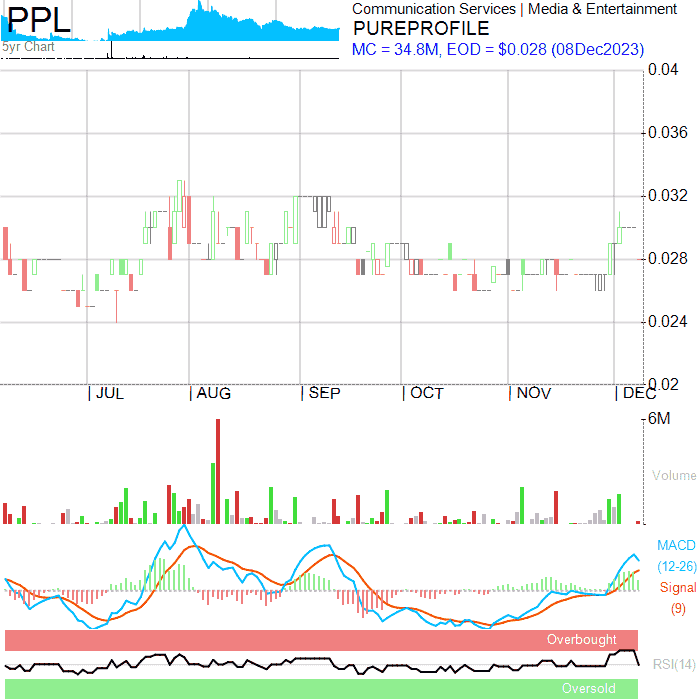 PPL
5yr Chart
Communication Services | Media & Entertainment
PUREPROFILE
MC = 34.8M, EOD = $0.028 (08Dec2023)
0.04
0.036
0.032
0.028
0.024
0.02
JUL AUG SEP OCT NOV DEC
6M
Volume
MACD
(12-26)
Signal
(9)
Overbought
RSI(14)
Oversold